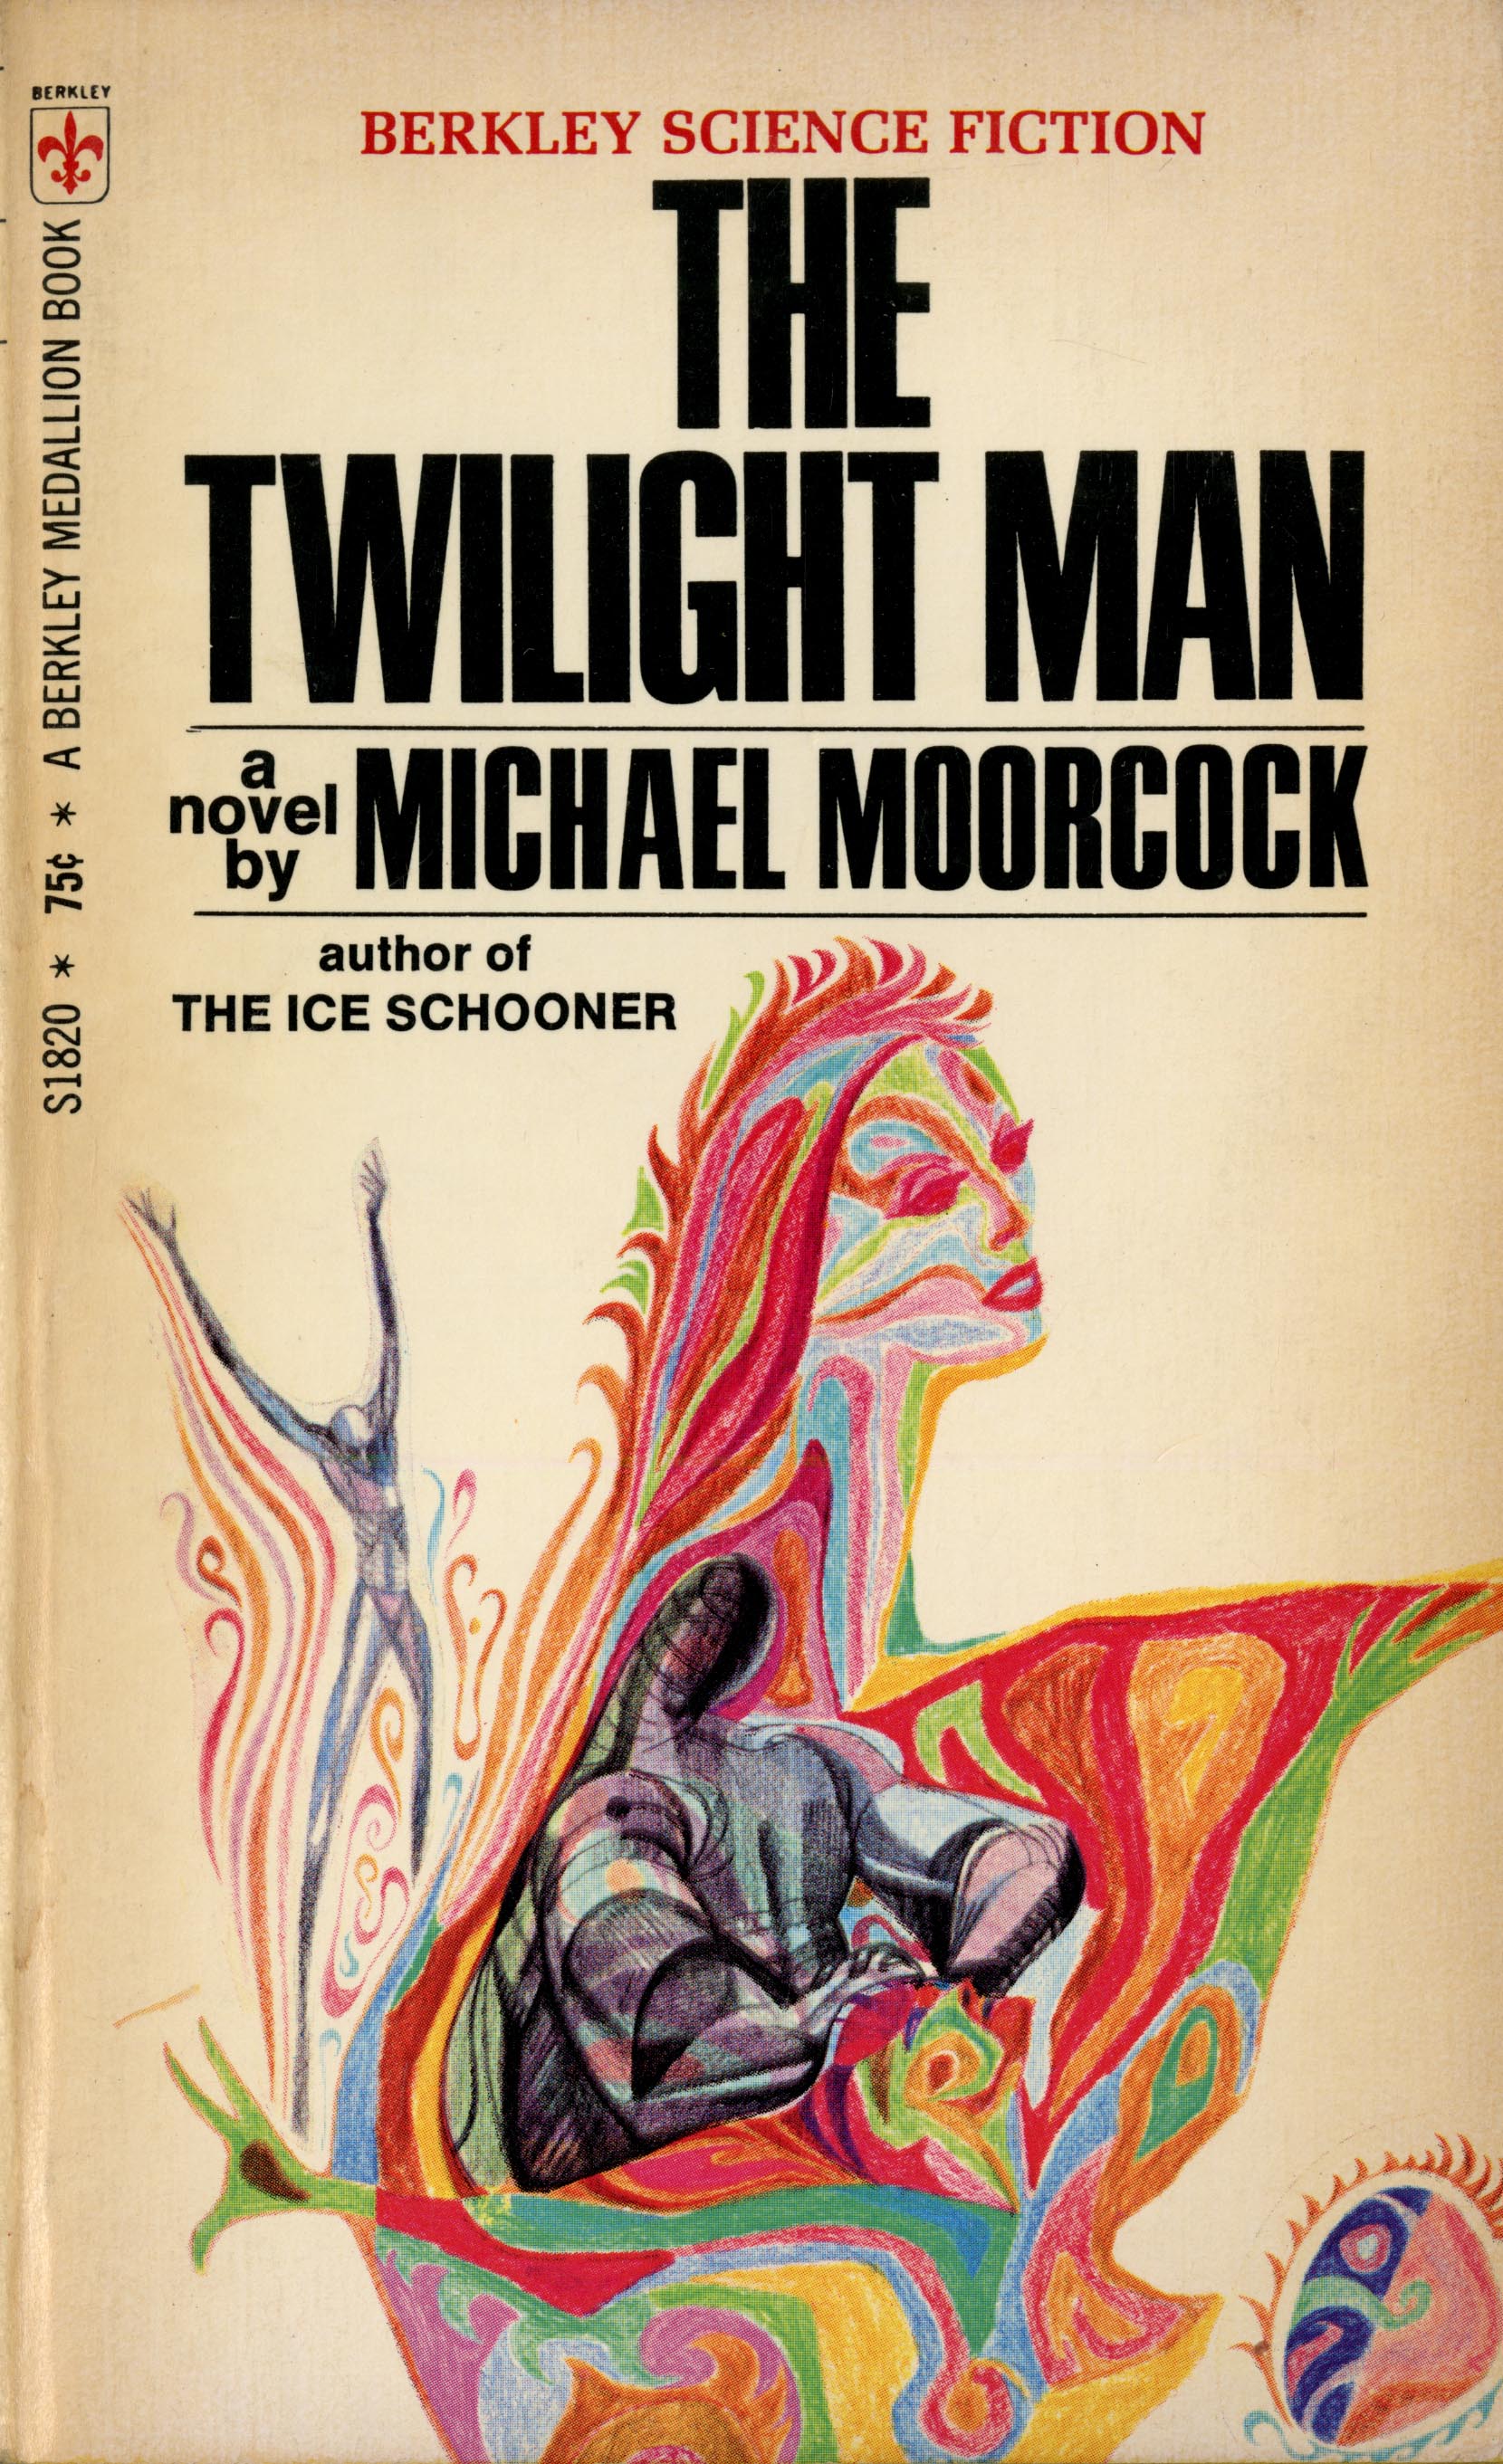 BERKLEY
BERKLEY SCIENCE FICTION
THE
TWILIGHT MAN
a
novel
by
MICHAEL MOORCOCK
author of
THE ICE SCHOONER
S1820 * 75¢ * A BERKLEY MEDALLION BOOK